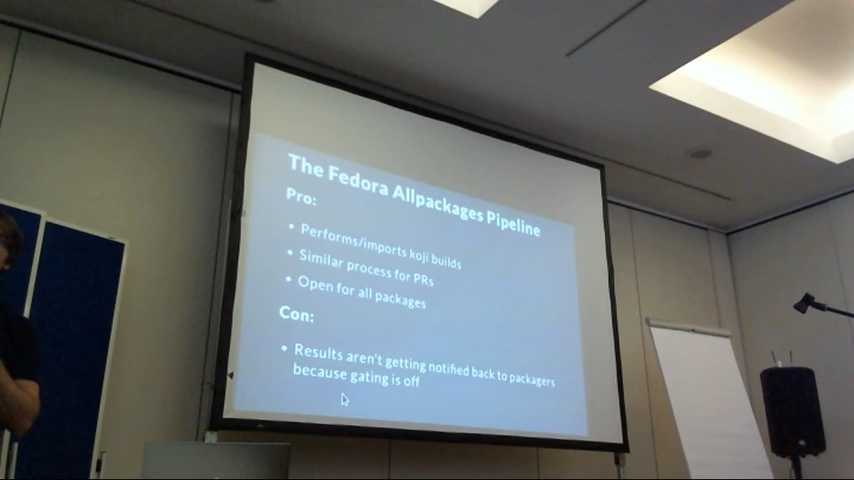 The Fedora Allpackages Pipeline
Pro:
• Performs/imports koji builds
• Similar process for PRs
• Open for all packages
Con:
• Results aren't getting notified back to packagers
because gating is off